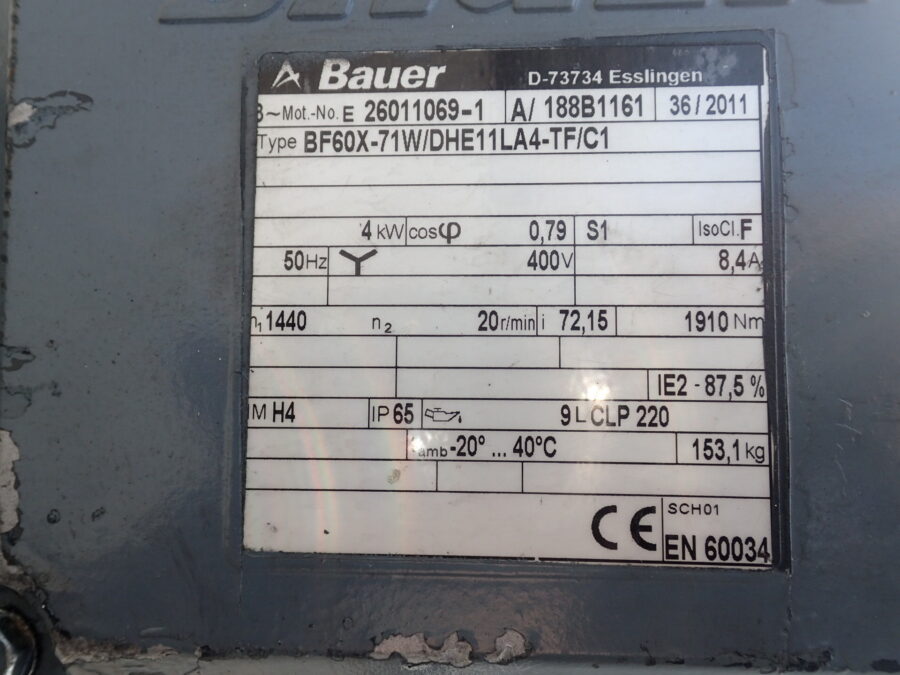 Bauer D-73734 Esslingen
3~Mot.-No. E 26011069-1 A/ 188B1161 36/2011
Type BF60X-71W/DHE11LA4-TF/C1
4 kW cosφ 0,79 S1 IsoCl. F
50Hz Y 400V 8,4A
n₁ 1440 n₂ 20r/min i 72,15 1910 Nm
IE2 - 87,5 %
IM H4 IP 65 9 L CLP 220
tamb -20° ... 40°C 153,1 kg
CE SCH01
EN 60034